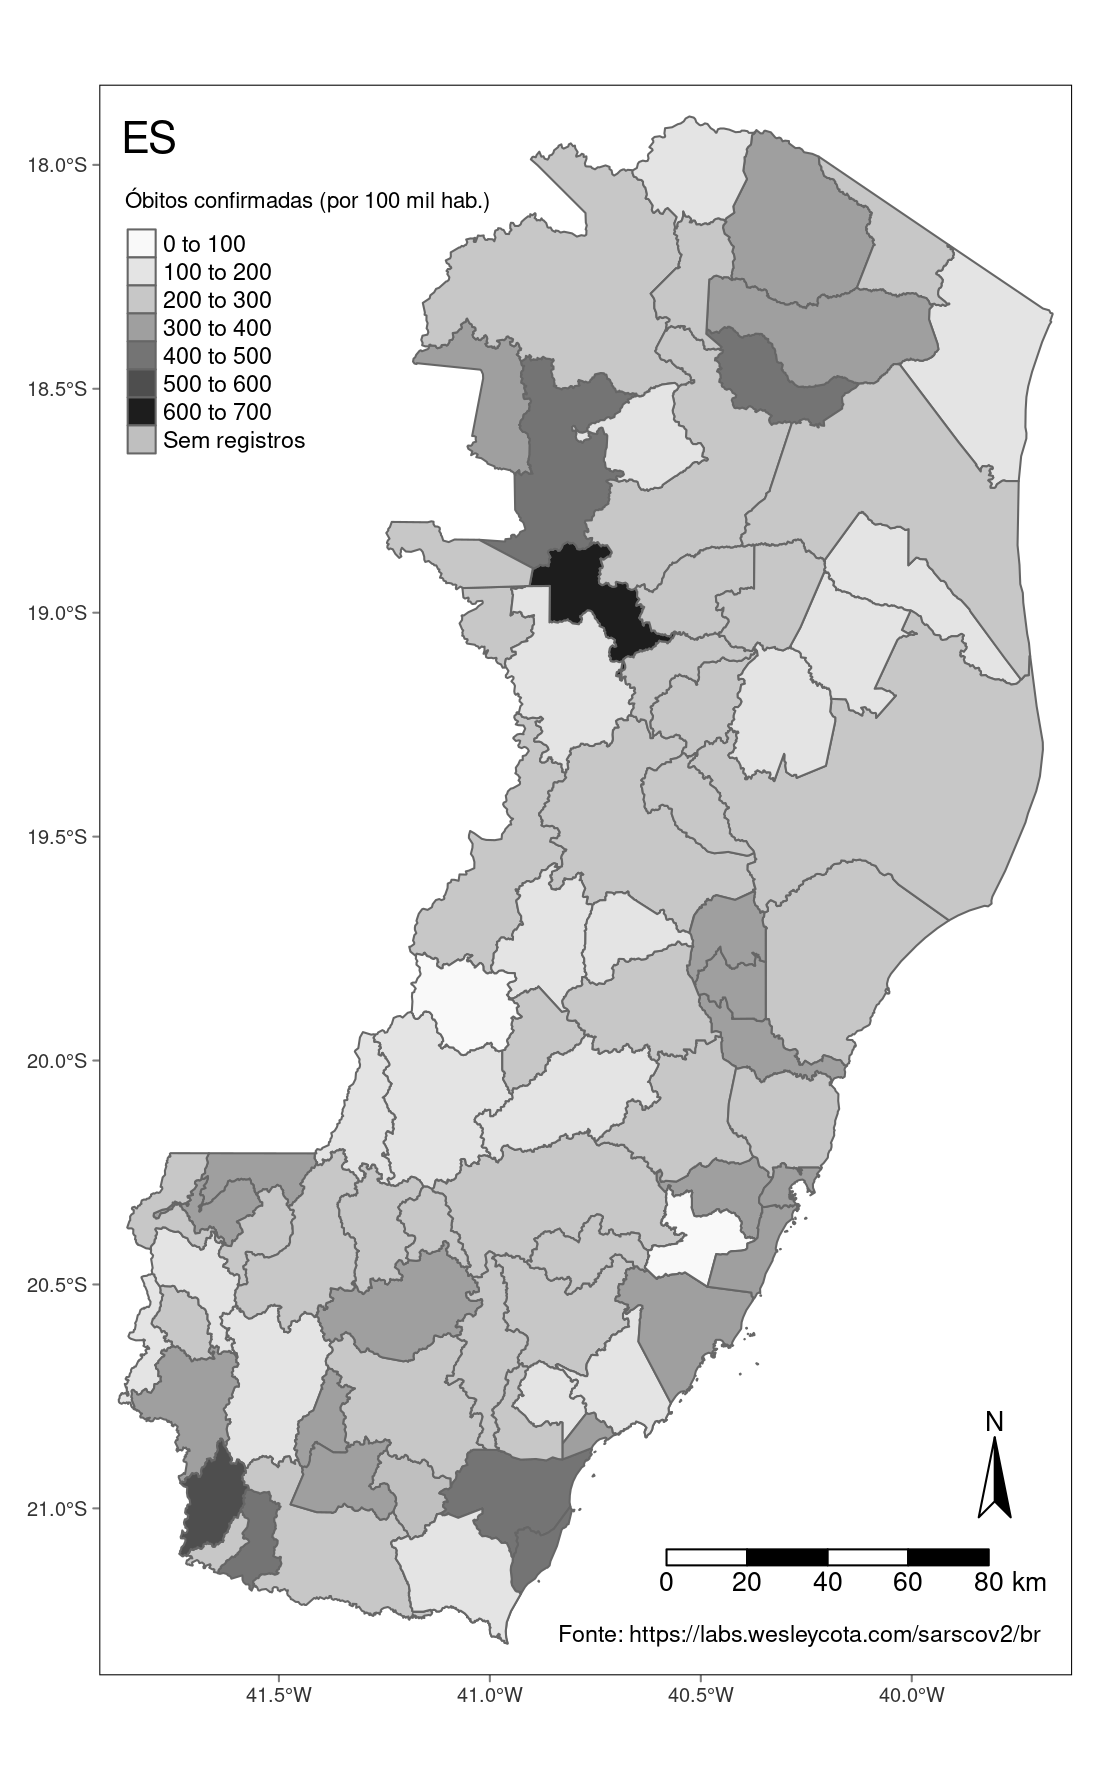 ES
Óbitos confirmadas (por 100 mil hab.)
0 to 100
100 to 200
200 to 300
300 to 400
400 to 500
500 to 600
600 to 700
Sem registros
18.0°S
18.5°S
19.0°S
19.5°S
20.0°S
20.5°S
21.0°S
N
0 20 40 60 80 km
Fonte: https://labs.wesleycota.com/sarscov2/br
41.5°W 41.0°W 40.5°W 40.0°W